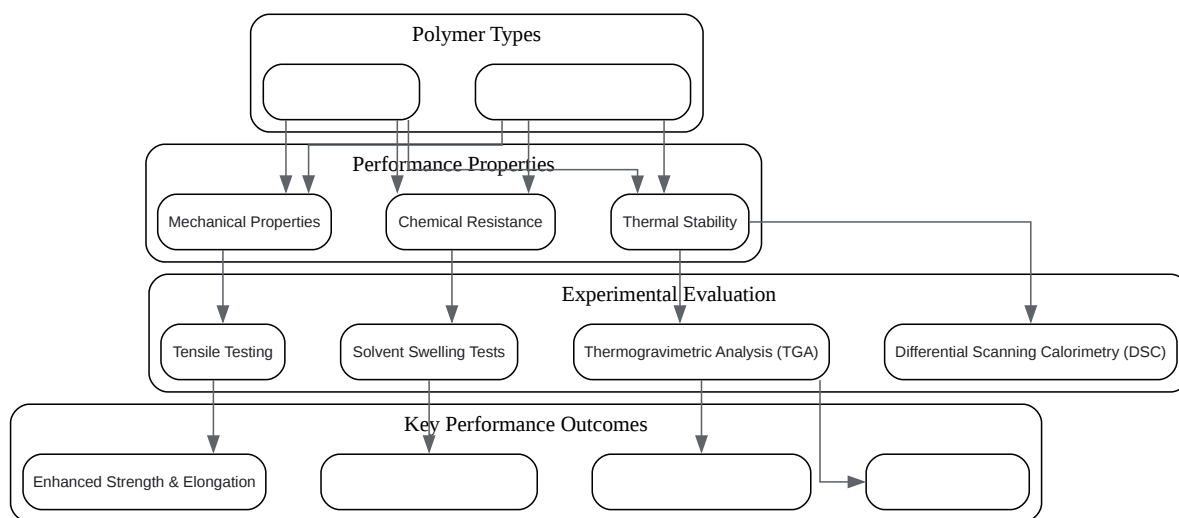 Polymer Types
Performance Properties
Mechanical Properties
Chemical Resistance
Thermal Stability
Experimental Evaluation
Tensile Testing
Solvent Swelling Tests
Thermogravimetric Analysis (TGA)
Differential Scanning Calorimetry (DSC)
Key Performance Outcomes
Enhanced Strength & Elongation